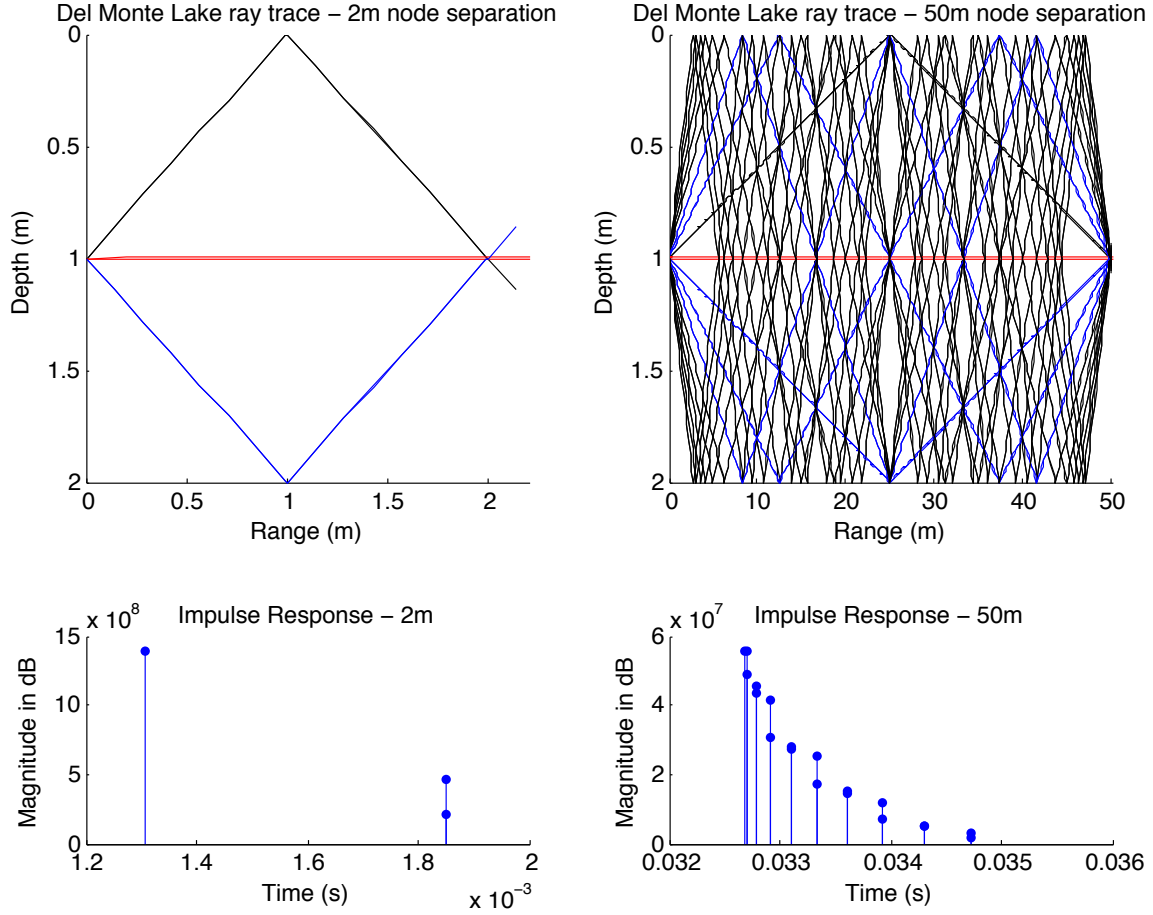 Del Monte Lake ray trace – 2m node separation
0
0.5
1
1.5
2
Depth (m)
0
0.5
1
1.5
2
Range (m)
Del Monte Lake ray trace – 50m node separation
0
0.5
1
1.5
2
Depth (m)
0
10
20
30
40
50
Range (m)
Impulse Response – 2m
x 10^8
15
10
5
0
Magnitude in dB
1.2
1.4
1.6
1.8
2
Time (s)
x 10^−3
Impulse Response – 50m
x 10^7
6
4
2
0
Magnitude in dB
0.032
0.033
0.034
0.035
0.036
Time (s)